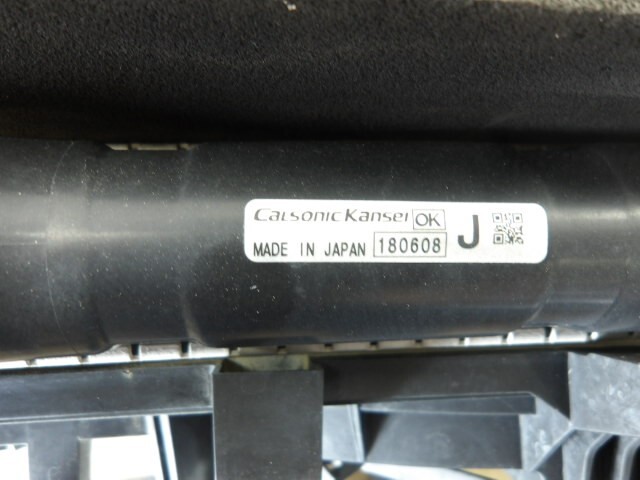 CalsonicKansei OK
MADE IN JAPAN 180608 J